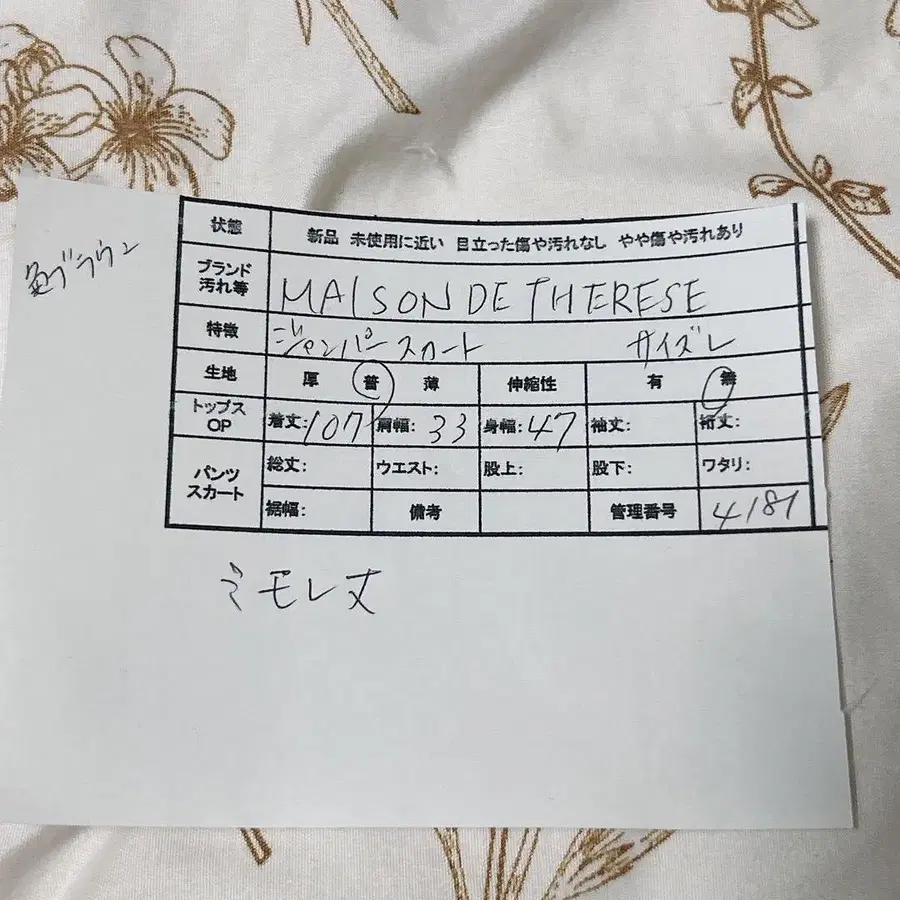 状態 新品 未使用に近い 目立った傷や汚れなし やや傷や汚れあり
色ブラウン
ブランド 汚れ等 MAISON DE THERESE
特徴 ジャンパースカート サイズL
生地 厚 普 薄 伸縮性 有 無
トップス OP 着丈:107 肩幅:33 身幅:47 袖丈: 裄丈:
パンツ スカート 総丈: ウエスト: 股上: 股下: ワタリ:
裾幅: 備考 管理番号 4181
ミモレ丈